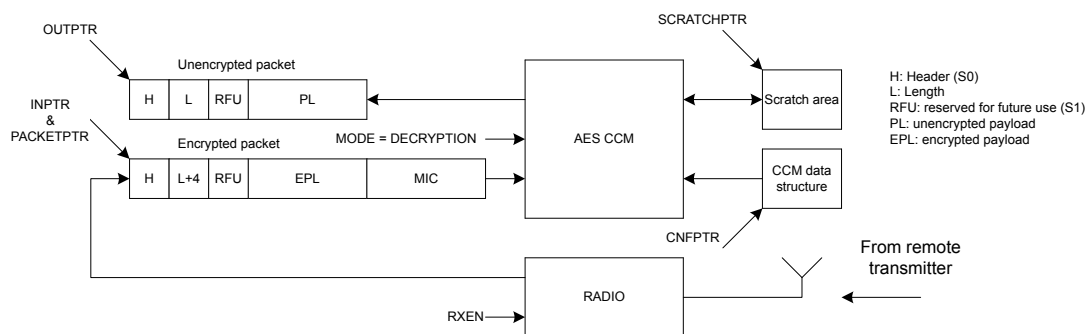 SCRATCHPTR
OUTPTR
Unencrypted packet
H L RFU PL
INPTR
&
PACKETPTR
MODE = DECRYPTION
AES CCM
Scratch area
H: Header (S0)
L: Length
RFU: reserved for future use (S1)
PL: unencrypted payload
EPL: encrypted payload
Encrypted packet
H L+4 RFU EPL MIC
CCM data
structure
CNFPTR
From remote
transmitter
RADIO
RXEN